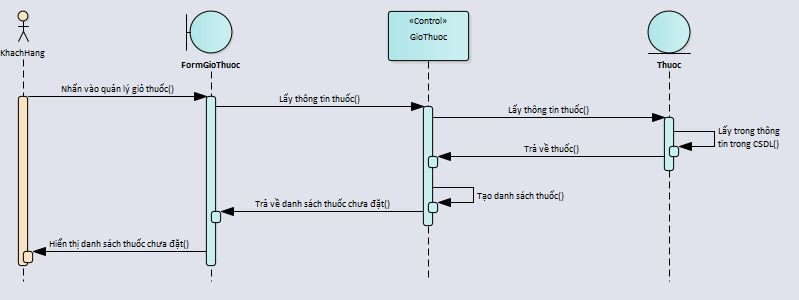 «Control»
GioThuoc
KhachHang
FormGioThuoc
Thuoc
Nhấn vào quản lý giỏ thuốc()
Lấy thông tin thuốc()
Lấy thông tin thuốc()
Lấy trong thông
tin trong CSDL()
Trả về thuốc()
Tạo danh sách thuốc()
Trả về danh sách thuốc chưa đặt()
Hiển thị danh sách thuốc chưa đặt()